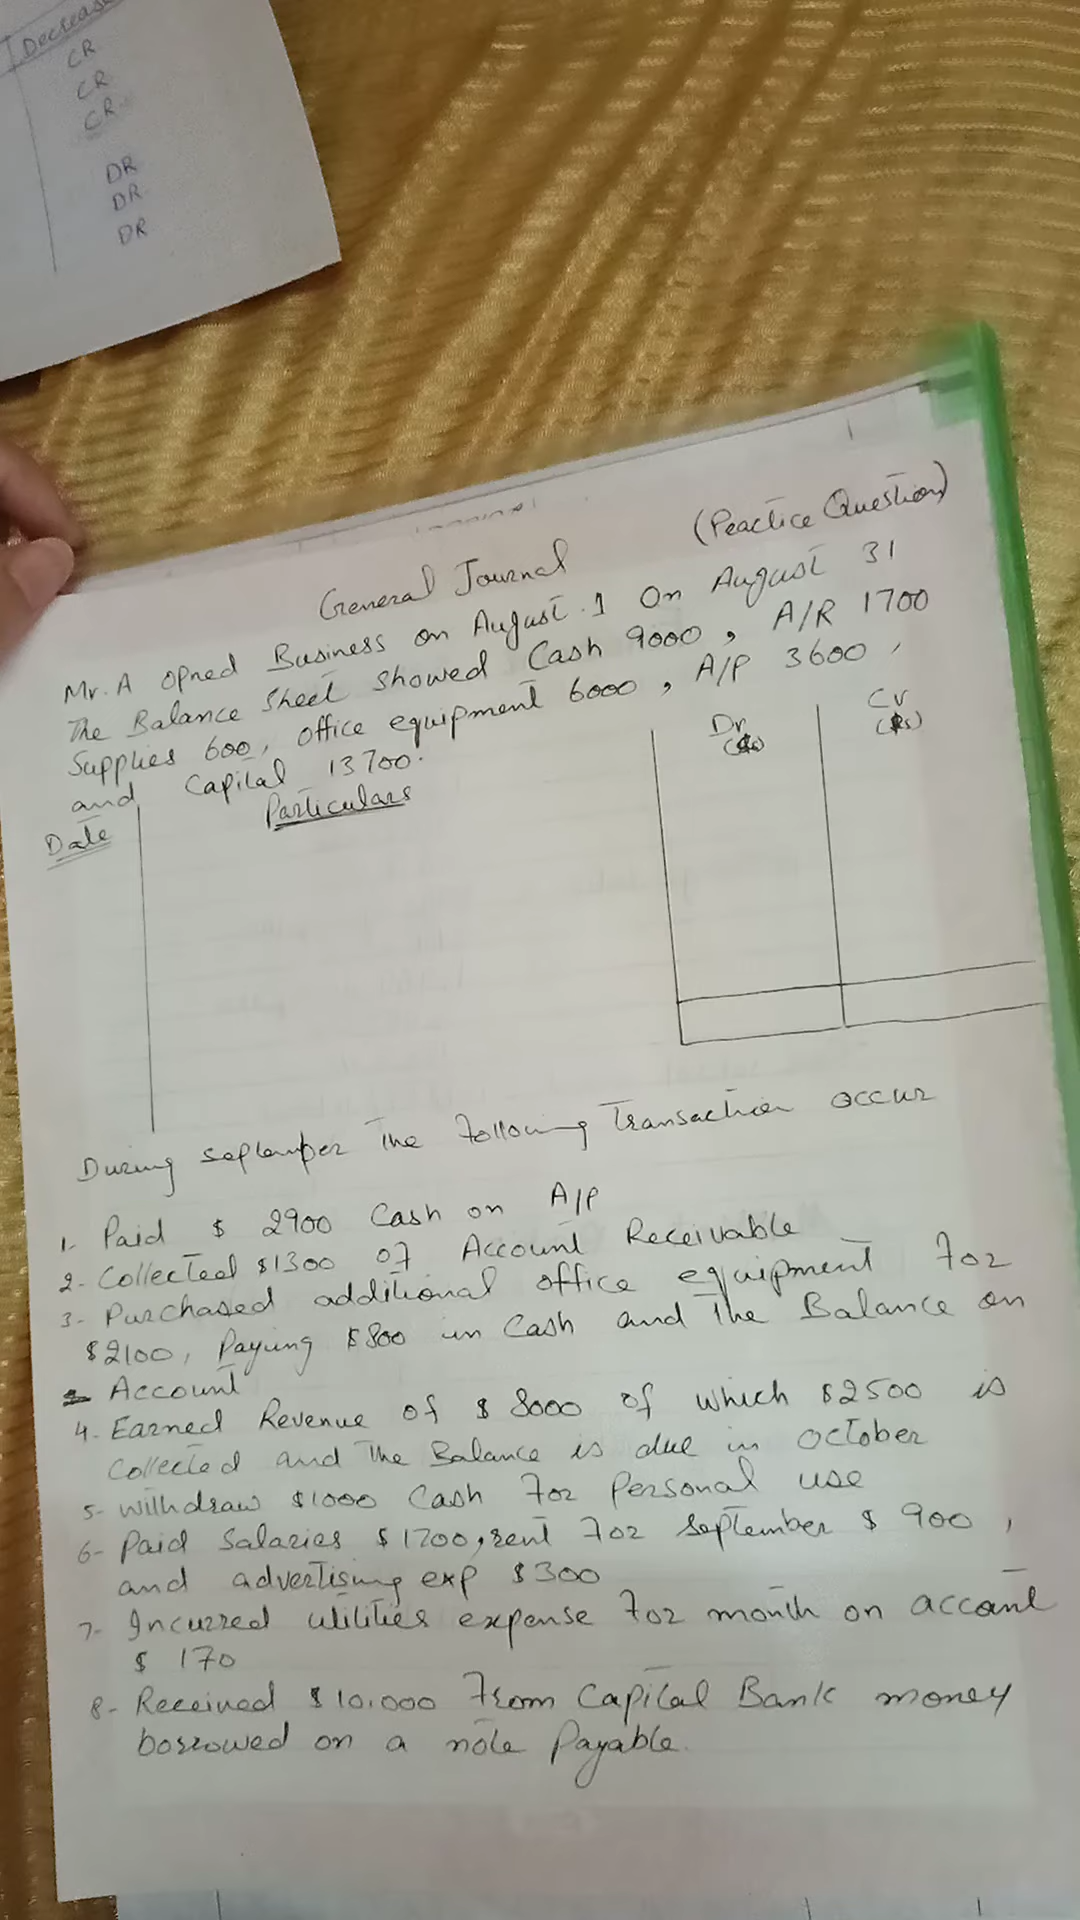 Decrease
CR
CR
CR
DR
DR
DR
(Peactice Question)
General Journal
Mr. A opned Business on August.1 On August 31
The Balance Sheet showed Cash 9000, A/R 1700
Supplies 600, office equipment 6000, A/P 3600,
and Capital 13700.
Date
Particulars
Dr
Cr
During September The following Transaction occur
1- Paid $ 2900 Cash on A/P
2- Collected $1300 of Account Receivable
3- Purchased additional office equipment for
$2100, Paying $800 in Cash and The Balance on
Account
4- Earned Revenue of $ 8000 of which $2500 is
Collected and The Balance is due in October
5- withdraw $1000 Cash for Personal use
6- Paid Salaries $ 1700, rent for September $ 900,
and advertising exp $300
7- Incurred utilities expense for month on account
$ 170
8- Received $10,000 from Capital Bank money
borrowed on a note Payable.